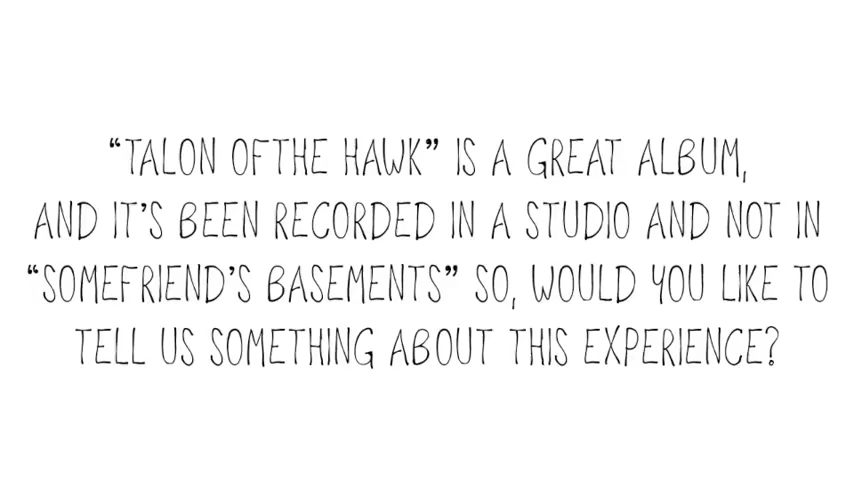 “TALON OFTHE HAWK” IS A GREAT ALBUM,
AND IT’S BEEN RECORDED IN A STUDIO AND NOT IN
“SOMEFRIEND’S BASEMENTS” SO, WOULD YOU LIKE TO
TELL US SOMETHING ABOUT THIS EXPERIENCE?